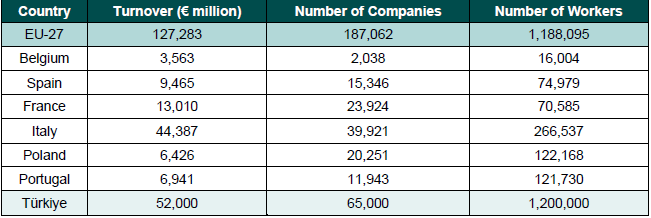 Country Turnover (€ million) Number of Companies Number of Workers
EU-27 127,283 187,062 1,188,095
Belgium 3,563 2,038 16,004
Spain 9,465 15,346 74,979
France 13,010 23,924 70,585
Italy 44,387 39,921 266,537
Poland 6,426 20,251 122,168
Portugal 6,941 11,943 121,730
Türkiye 52,000 65,000 1,200,000